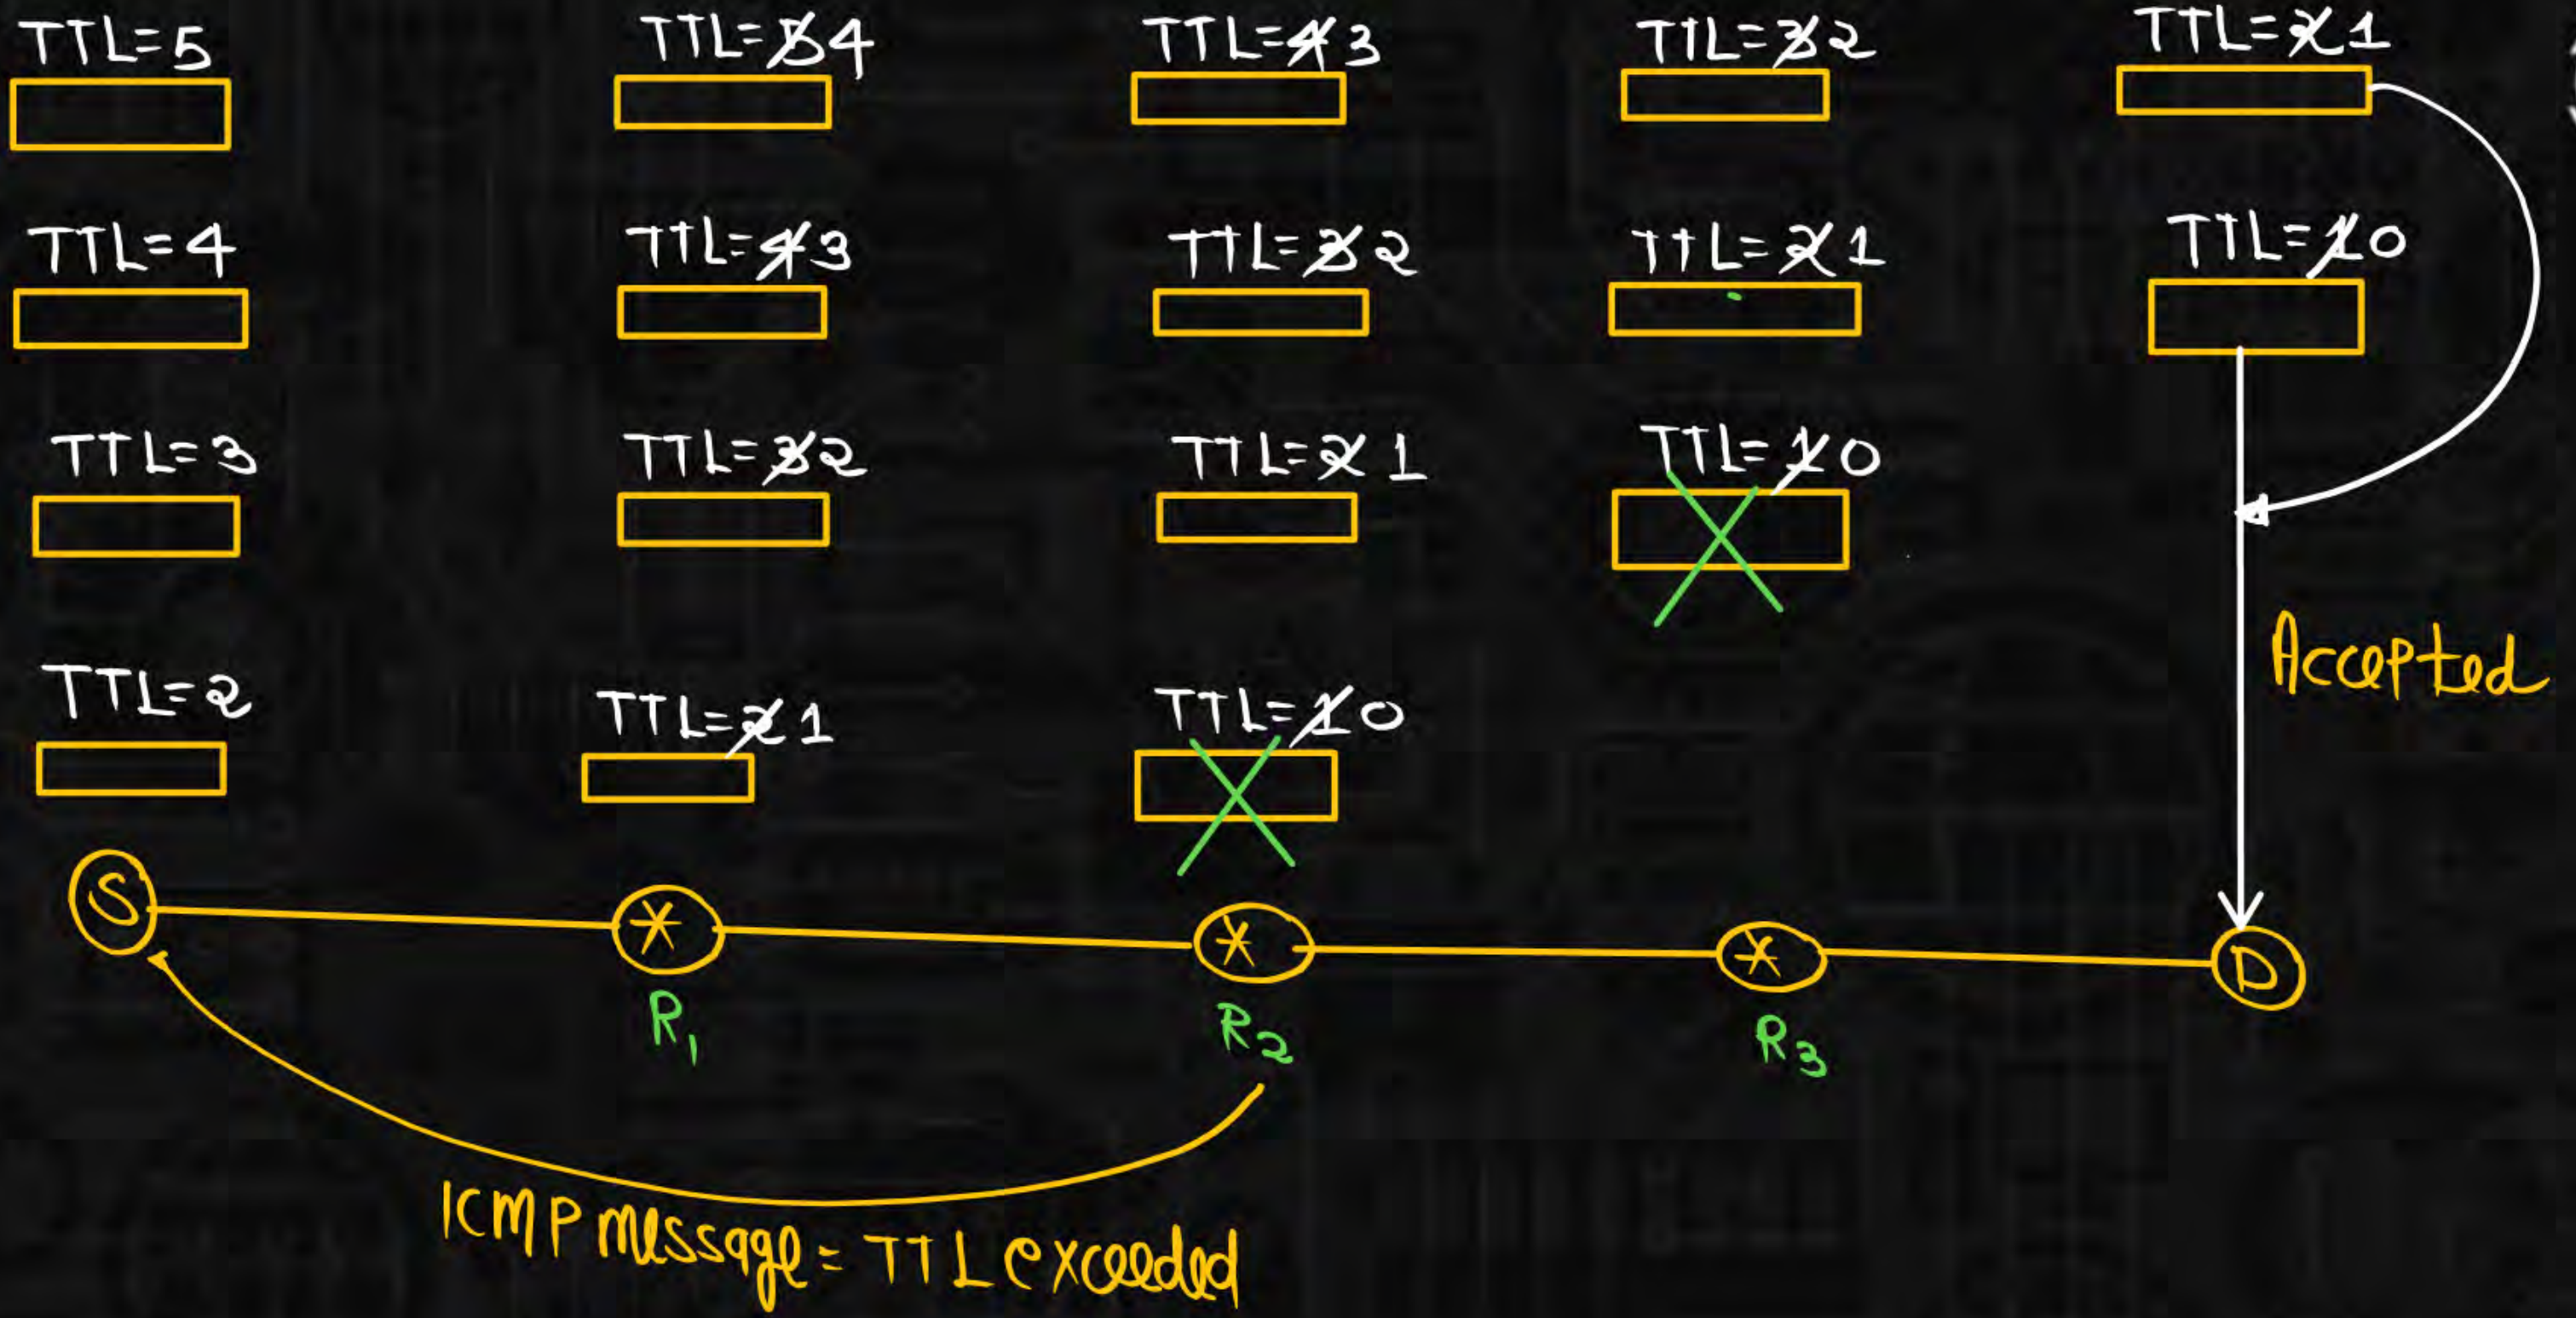 TTL=5 TTL=54 TTL=43 TTL=32 TTL=21
TTL=4 TTL=43 TTL=32 TTL=21 TTL=10
TTL=3 TTL=32 TTL=21 TTL=10
Accepted
TTL=2 TTL=21 TTL=10
S D
R1 R2 R3
ICMP message = TTL exceeded